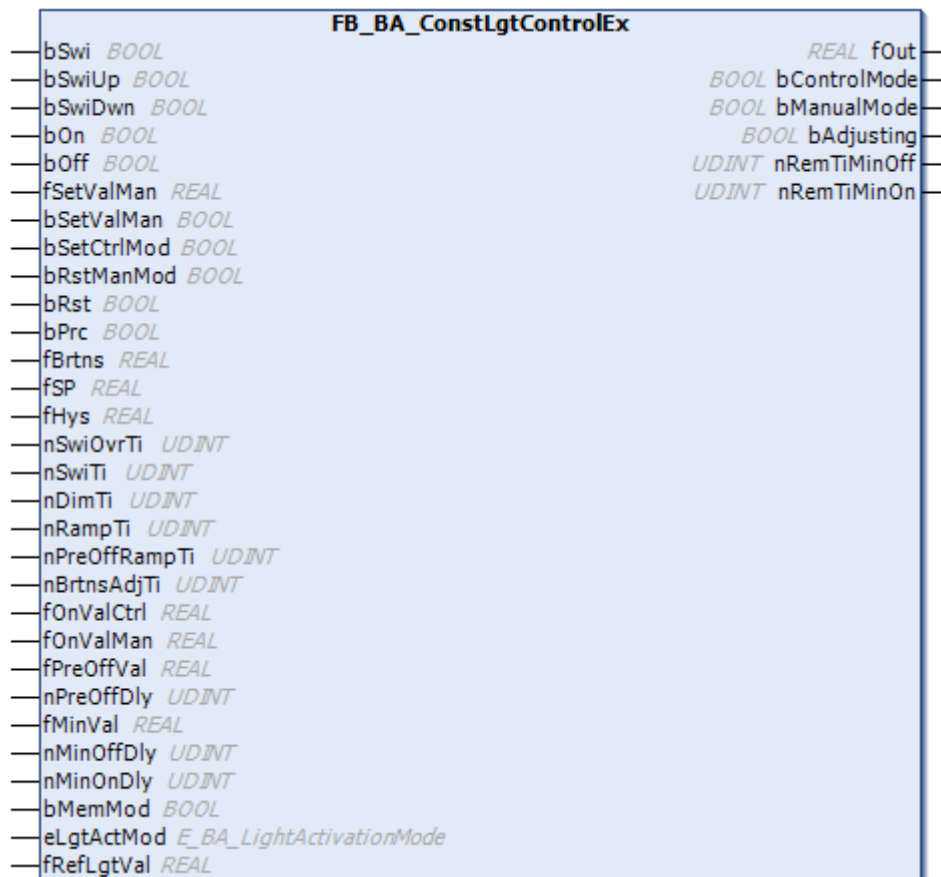 FB_BA_ConstLgtControlEx
bSwi BOOL REAL fOut
bSwiUp BOOL BOOL bControlMode
bSwiDwn BOOL BOOL bManualMode
bOn BOOL BOOL bAdjusting
bOff BOOL UDINT nRemTiMinOff
fSetValMan REAL UDINT nRemTiMinOn
bSetValMan BOOL
bSetCtrlMod BOOL
bRstManMod BOOL
bRst BOOL
bPrc BOOL
fBrtns REAL
fSP REAL
fHys REAL
nSwiOvrTi UDINT
nSwiTi UDINT
nDimTi UDINT
nRampTi UDINT
nPreOffRampTi UDINT
nBrtnsAdjTi UDINT
fOnValCtrl REAL
fOnValMan REAL
fPreOffVal REAL
nPreOffDly UDINT
fMinVal REAL
nMinOffDly UDINT
nMinOnDly UDINT
bMemMod BOOL
eLgtActMod E_BA_LightActivationMode
fRefLgtVal REAL